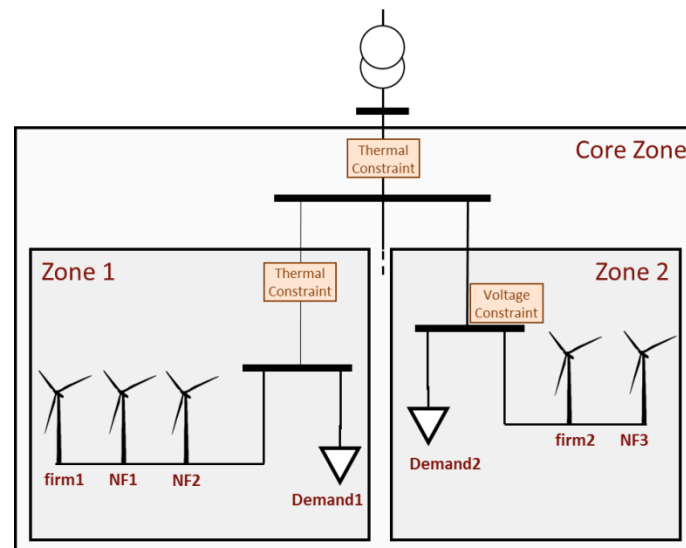 Thermal
Constraint
Core Zone
Zone 1
Thermal
Constraint
Zone 2
Voltage
Constraint
firm1
NF1
NF2
Demand1
Demand2
firm2
NF3